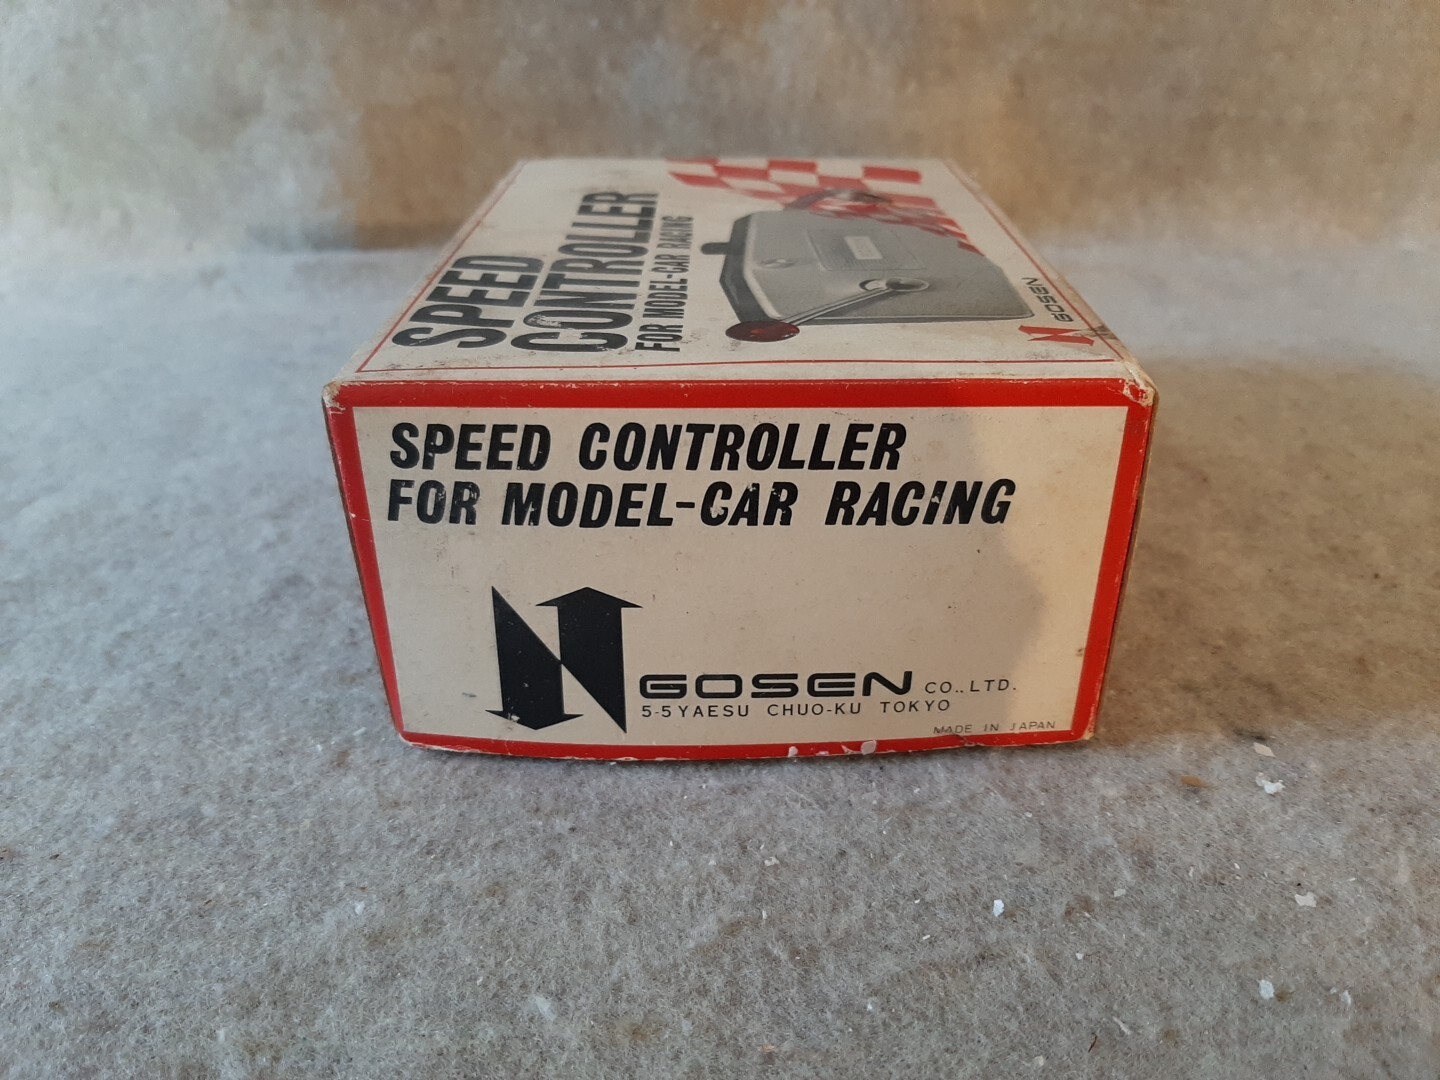 SPEED
CONTROLLER
FOR MODEL-CAR RACING
GOSEN
SPEED CONTROLLER
FOR MODEL-CAR RACING
GOSEN CO., LTD.
5-5 YAESU CHUO-KU TOKYO
MADE IN JAPAN